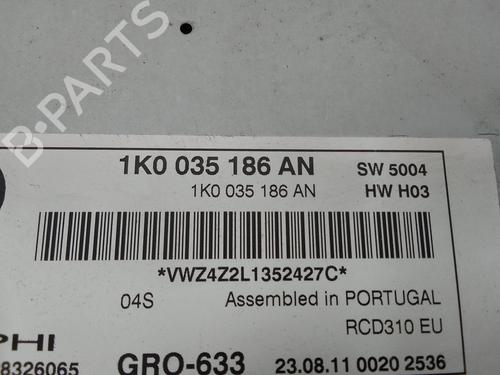 B-PARTS
1K0 035 186 AN SW 5004
1K0 035 186 AN HW H03
*VWZ4Z2L1352427C*
04S Assembled in PORTUGAL
RCD310 EU
PHI
8326065 GRO-633 23.08.11 0020 2536